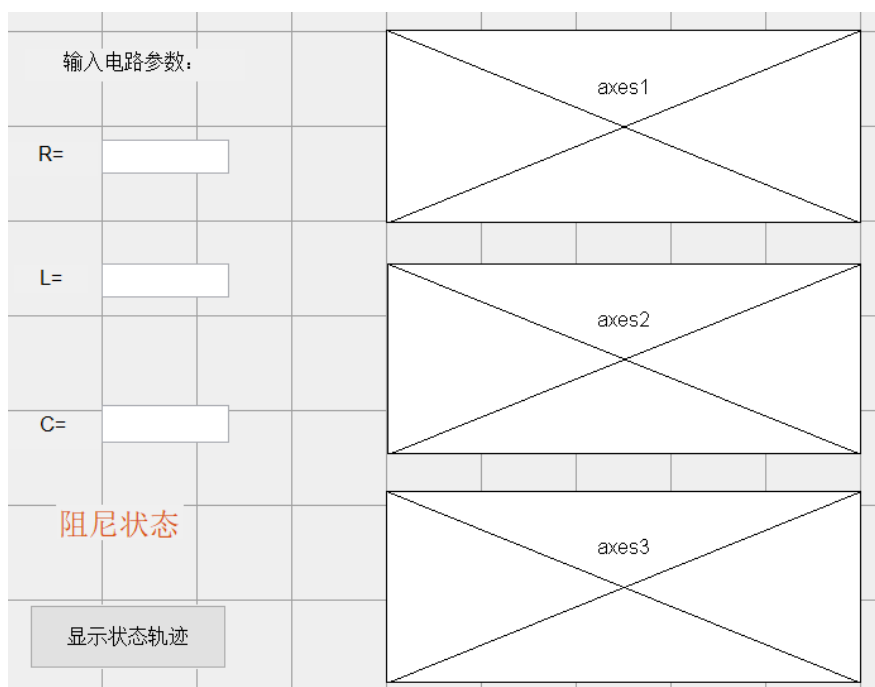 输入电路参数：
R=
L=
C=
阻尼状态
显示状态轨迹
axes1
axes2
axes3